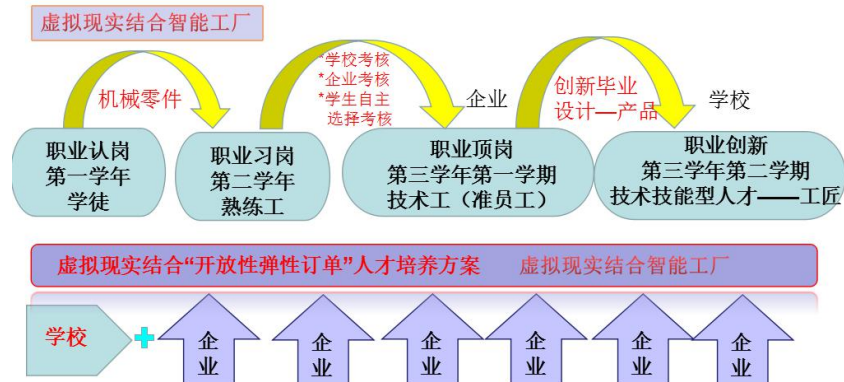 虚拟现实结合智能工厂
机械零件
*学校考核
*企业考核
*学生自主
选择考核
企业
创新毕业
设计—产品
学校
职业认岗
第一学年
学徒
职业习岗
第二学年
熟练工
职业顶岗
第三学年第一学期
技术工（准员工）
职业创新
第三学年第二学期
技术技能型人才——工匠
虚拟现实结合“开放性弹性订单”人才培养方案 虚拟现实结合智能工厂
学校
企业
企业
企业
企业
企业
企业